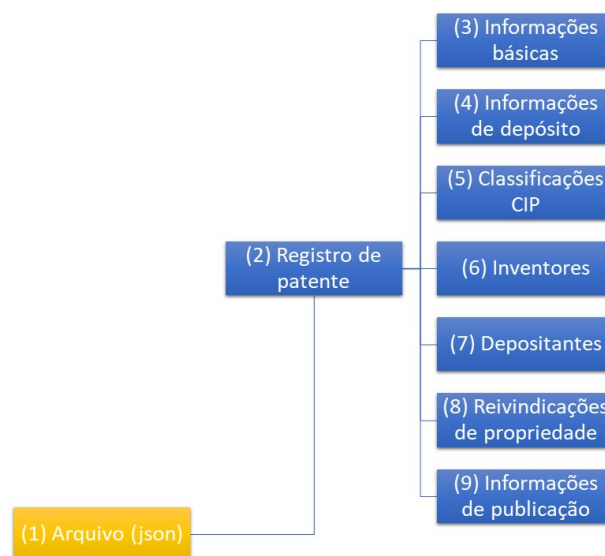 (3) Informações
básicas
(4) Informações
de depósito
(5) Classificações
CIP
(2) Registro de
patente
(6) Inventores
(7) Depositantes
(8) Reivindicações
de propriedade
(9) Informações
de publicação
(1) Arquivo (json)